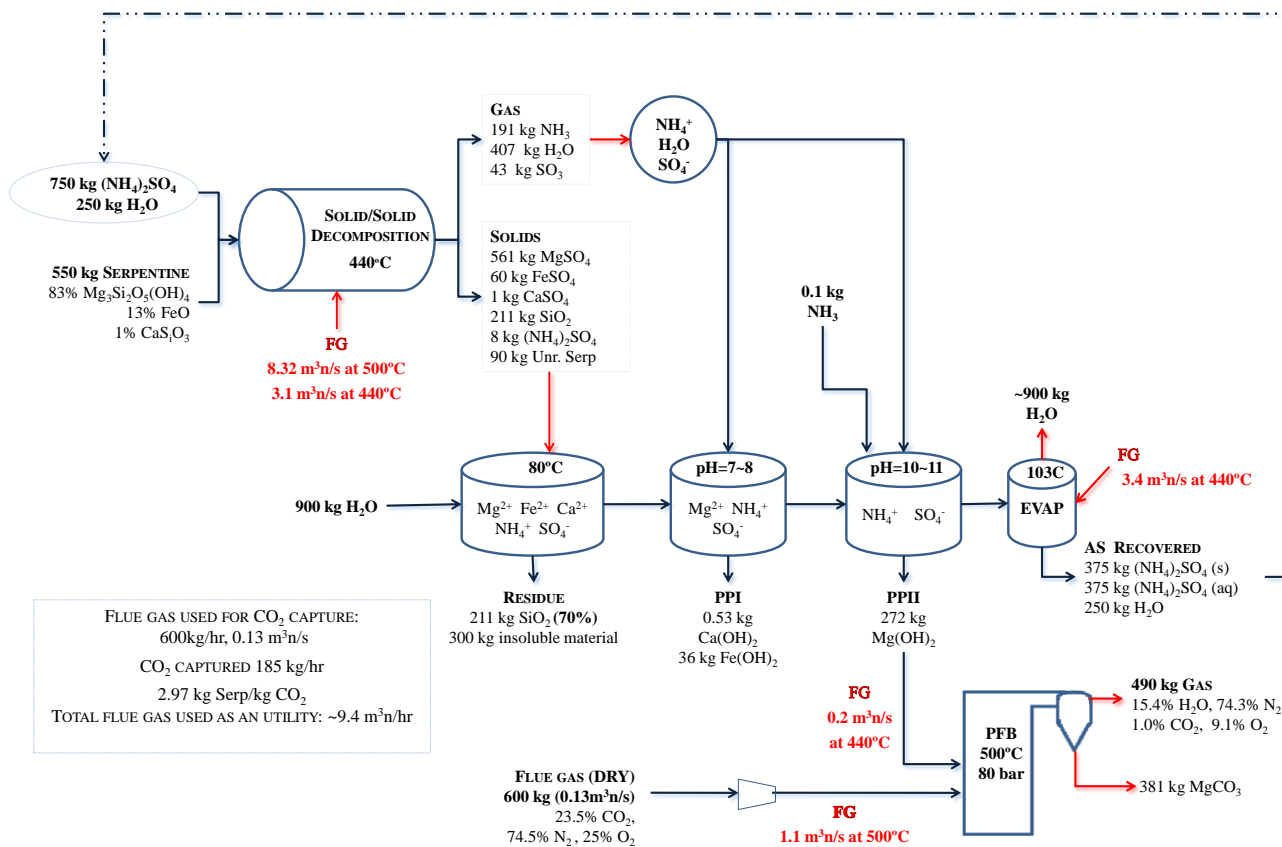 GAS
191 kg NH₃
407 kg H₂O
43 kg SO₃
NH₄⁺
H₂O
SO₄⁻
750 kg (NH₄)₂SO₄
250 kg H₂O
SOLID/SOLID
DECOMPOSITION
440ºC
550 kg SERPENTINE
83% Mg₃Si₂O₅(OH)₄
13% FeO
1% CaSᵢO₃
FG
8.32 m³n/s at 500ºC
3.1 m³n/s at 440ºC
SOLIDS
561 kg MgSO₄
60 kg FeSO₄
1 kg CaSO₄
211 kg SiO₂
8 kg (NH₄)₂SO₄
90 kg Unr. Serp
0.1 kg
NH₃
~900 kg
H₂O
FG
3.4 m³n/s at 440ºC
900 kg H₂O
80ºC
Mg²⁺ Fe²⁺ Ca²⁺
NH₄⁺ SO₄⁻
pH=7~8
Mg²⁺ NH₄⁺
SO₄⁻
pH=10~11
NH₄⁺ SO₄⁻
103C
EVAP
RESIDUE
211 kg SiO₂ (70%)
300 kg insoluble material
PPI
0.53 kg
Ca(OH)₂
36 kg Fe(OH)₂
PPII
272 kg
Mg(OH)₂
AS RECOVERED
375 kg (NH₄)₂SO₄ (s)
375 kg (NH₄)₂SO₄ (aq)
250 kg H₂O
FLUE GAS USED FOR CO₂ CAPTURE:
600kg/hr, 0.13 m³n/s
CO₂ CAPTURED 185 kg/hr
2.97 kg Serp/kg CO₂
TOTAL FLUE GAS USED AS AN UTILITY: ~9.4 m³n/hr
FG
0.2 m³n/s
at 440ºC
PFB
500ºC
80 bar
490 kg GAS
15.4% H₂O, 74.3% N₂
1.0% CO₂, 9.1% O₂
381 kg MgCO₃
FLUE GAS (DRY)
600 kg (0.13m³n/s)
23.5% CO₂,
74.5% N₂ , 25% O₂
FG
1.1 m³n/s at 500ºC